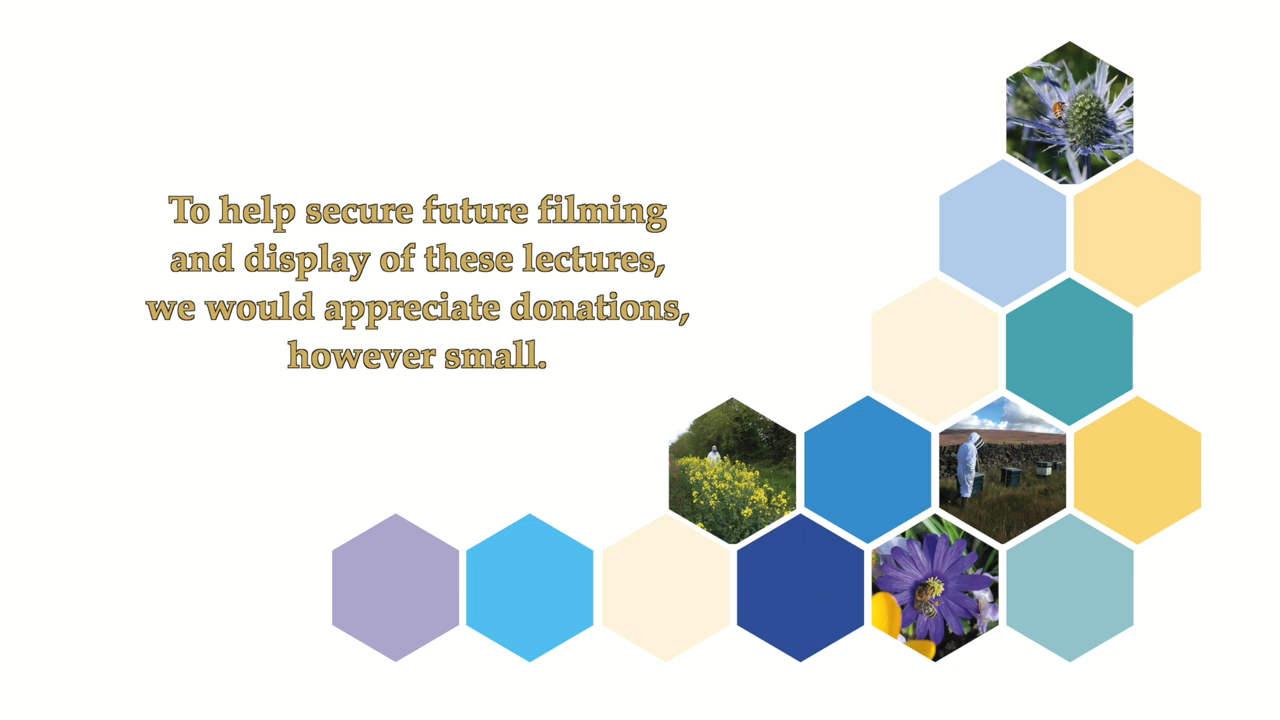 To help secure future filming
and display of these lectures,
we would appreciate donations,
however small.